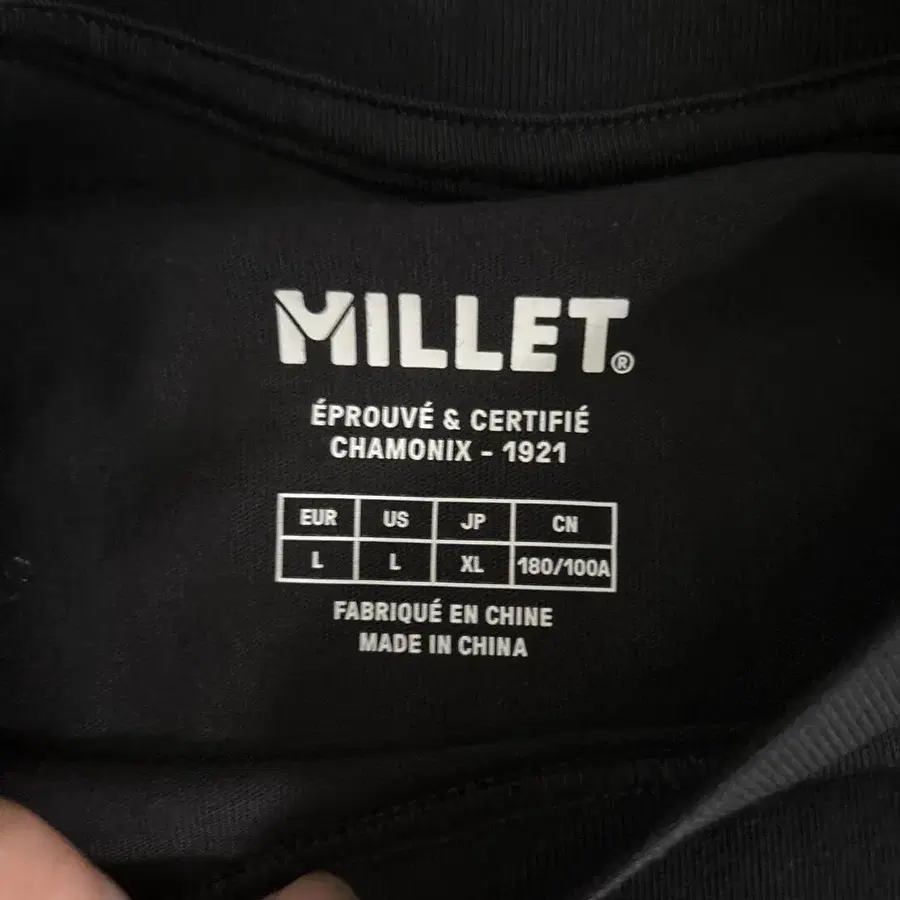 MILLET®
ÉPROUVÉ & CERTIFIÉ
CHAMONIX - 1921
EUR US JP CN
L L XL 180/100A
FABRIQUÉ EN CHINE
MADE IN CHINA